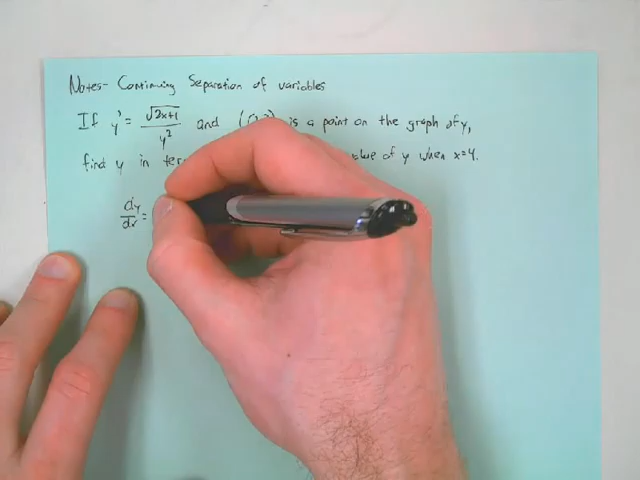 Notes- Continuing Separation of variables
If y' = √(2x+1) / y² and is a point on the graph of y,
find y in of y when x=4.
dy/dx =